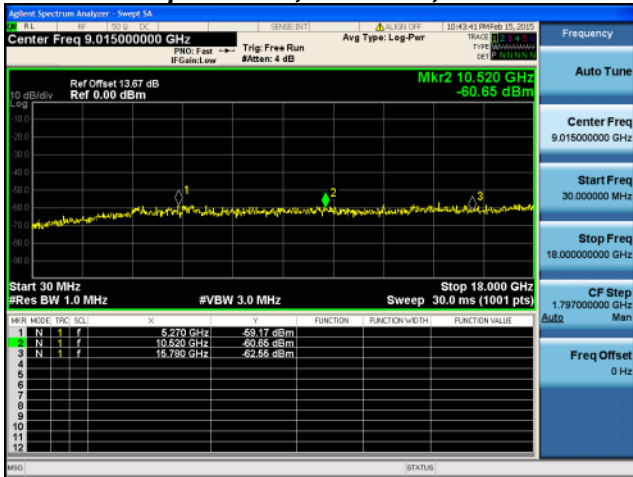 Agilent Spectrum Analyzer - Swept SA
RL RF 50 Ω DC SENSE:INT ALIGN OFF 10:43:41 PM Feb 15, 2015
Center Freq 9.015000000 GHz
PNO: Fast Trig: Free Run
IFGain:Low #Atten: 4 dB
Avg Type: Log-Pwr
TRACE 1 2 3 4 5 6
TYPE
DET P N N N N N
Ref Offset 13.67 dB
Ref 0.00 dBm
10 dB/div
Log
Mkr2 10.520 GHz
-60.65 dBm
-10.0
-20.0
-30.0
-40.0
-50.0
-60.0
-70.0
-80.0
-90.0
1
2
3
Start 30 MHz Stop 18.000 GHz
#Res BW 1.0 MHz #VBW 3.0 MHz Sweep 30.0 ms (1001 pts)
MKR MODE TRC SCL X Y FUNCTION FUNCTION WIDTH FUNCTION VALUE
1 N 1 f 5.270 GHz -59.17 dBm
2 N 1 f 10.520 GHz -60.65 dBm
3 N 1 f 15.780 GHz -62.55 dBm
4
5
6
7
8
9
10
11
12
MSG STATUS
Frequency
Auto Tune
Center Freq
9.015000000 GHz
Start Freq
30.000000 MHz
Stop Freq
18.000000000 GHz
CF Step
1.797000000 GHz
Auto Man
Freq Offset
0 Hz